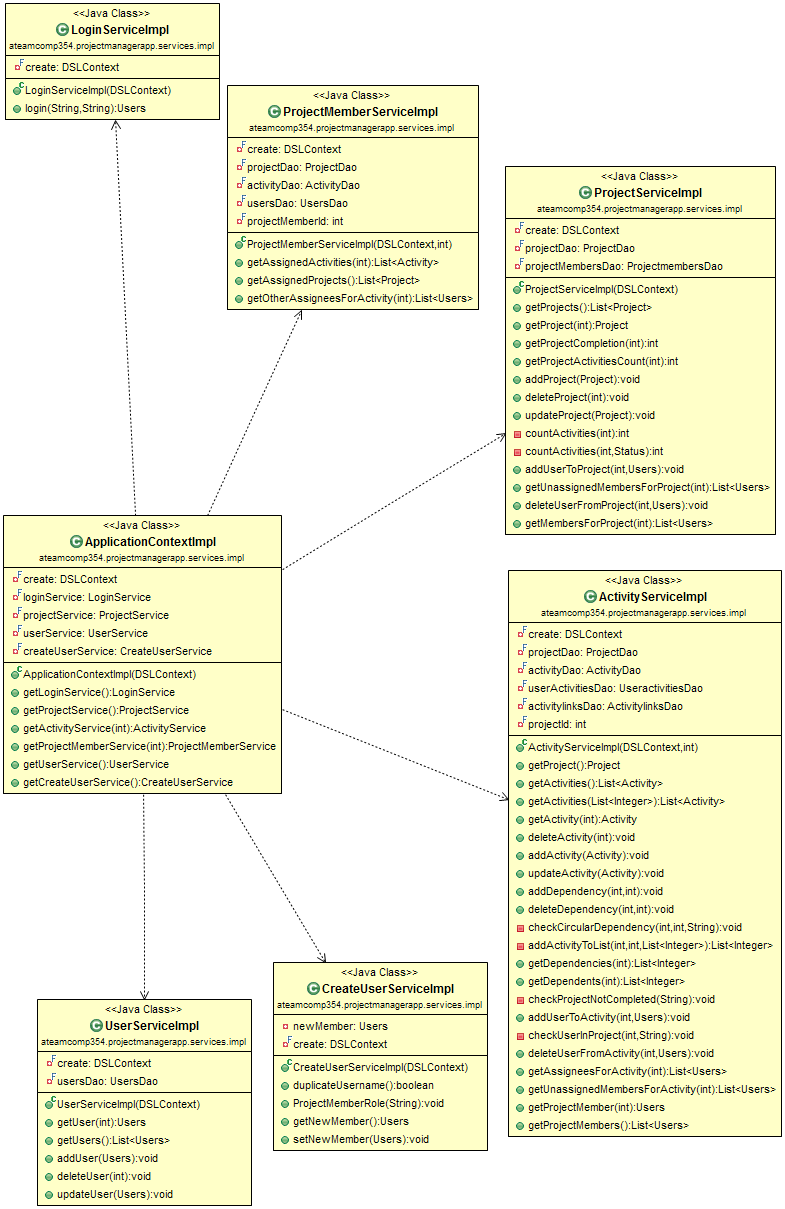 <<Java Class>>
LoginServiceImpl
ateamcomp354.projectmanagerapp.services.impl
create: DSLContext
LoginServiceImpl(DSLContext)
login(String,String):Users
<<Java Class>>
ProjectMemberServiceImpl
ateamcomp354.projectmanagerapp.services.impl
create: DSLContext
projectDao: ProjectDao
activityDao: ActivityDao
usersDao: UsersDao
projectMemberId: int
ProjectMemberServiceImpl(DSLContext,int)
getAssignedActivities(int):List<Activity>
getAssignedProjects():List<Project>
getOtherAssigneesForActivity(int):List<Users>
<<Java Class>>
ProjectServiceImpl
ateamcomp354.projectmanagerapp.services.impl
create: DSLContext
projectDao: ProjectDao
projectMembersDao: ProjectmembersDao
ProjectServiceImpl(DSLContext)
getProjects():List<Project>
getProject(int):Project
getProjectCompletion(int):int
getProjectActivitiesCount(int):int
addProject(Project):void
deleteProject(int):void
updateProject(Project):void
countActivities(int):int
countActivities(int,Status):int
addUserToProject(int,Users):void
getUnassignedMembersForProject(int):List<Users>
deleteUserFromProject(int,Users):void
getMembersForProject(int):List<Users>
<<Java Class>>
ApplicationContextImpl
ateamcomp354.projectmanagerapp.services.impl
create: DSLContext
loginService: LoginService
projectService: ProjectService
userService: UserService
createUserService: CreateUserService
ApplicationContextImpl(DSLContext)
getLoginService():LoginService
getProjectService():ProjectService
getActivityService(int):ActivityService
getProjectMemberService(int):ProjectMemberService
getUserService():UserService
getCreateUserService():CreateUserService
<<Java Class>>
ActivityServiceImpl
ateamcomp354.projectmanagerapp.services.impl
create: DSLContext
projectDao: ProjectDao
activityDao: ActivityDao
userActivitiesDao: UseractivitiesDao
activitylinksDao: ActivitylinksDao
projectId: int
ActivityServiceImpl(DSLContext,int)
getProject():Project
getActivities():List<Activity>
getActivities(List<Integer>):List<Activity>
getActivity(int):Activity
deleteActivity(int):void
addActivity(Activity):void
updateActivity(Activity):void
addDependency(int,int):void
deleteDependency(int,int):void
checkCircularDependency(int,int,String):void
addActivityToList(int,int,List<Integer>):List<Integer>
getDependencies(int):List<Integer>
getDependents(int):List<Integer>
checkProjectNotCompleted(String):void
addUserToActivity(int,Users):void
checkUserInProject(int,String):void
deleteUserFromActivity(int,Users):void
getAssigneesForActivity(int):List<Users>
getUnassignedMembersForActivity(int):List<Users>
getProjectMember(int):Users
getProjectMembers():List<Users>
<<Java Class>>
CreateUserServiceImpl
ateamcomp354.projectmanagerapp.services.impl
newMember: Users
create: DSLContext
CreateUserServiceImpl(DSLContext)
duplicateUsername():boolean
ProjectMemberRole(String):void
getNewMember():Users
setNewMember(Users):void
<<Java Class>>
UserServiceImpl
ateamcomp354.projectmanagerapp.services.impl
create: DSLContext
usersDao: UsersDao
UserServiceImpl(DSLContext)
getUser(int):Users
getUsers():List<Users>
addUser(Users):void
deleteUser(int):void
updateUser(Users):void